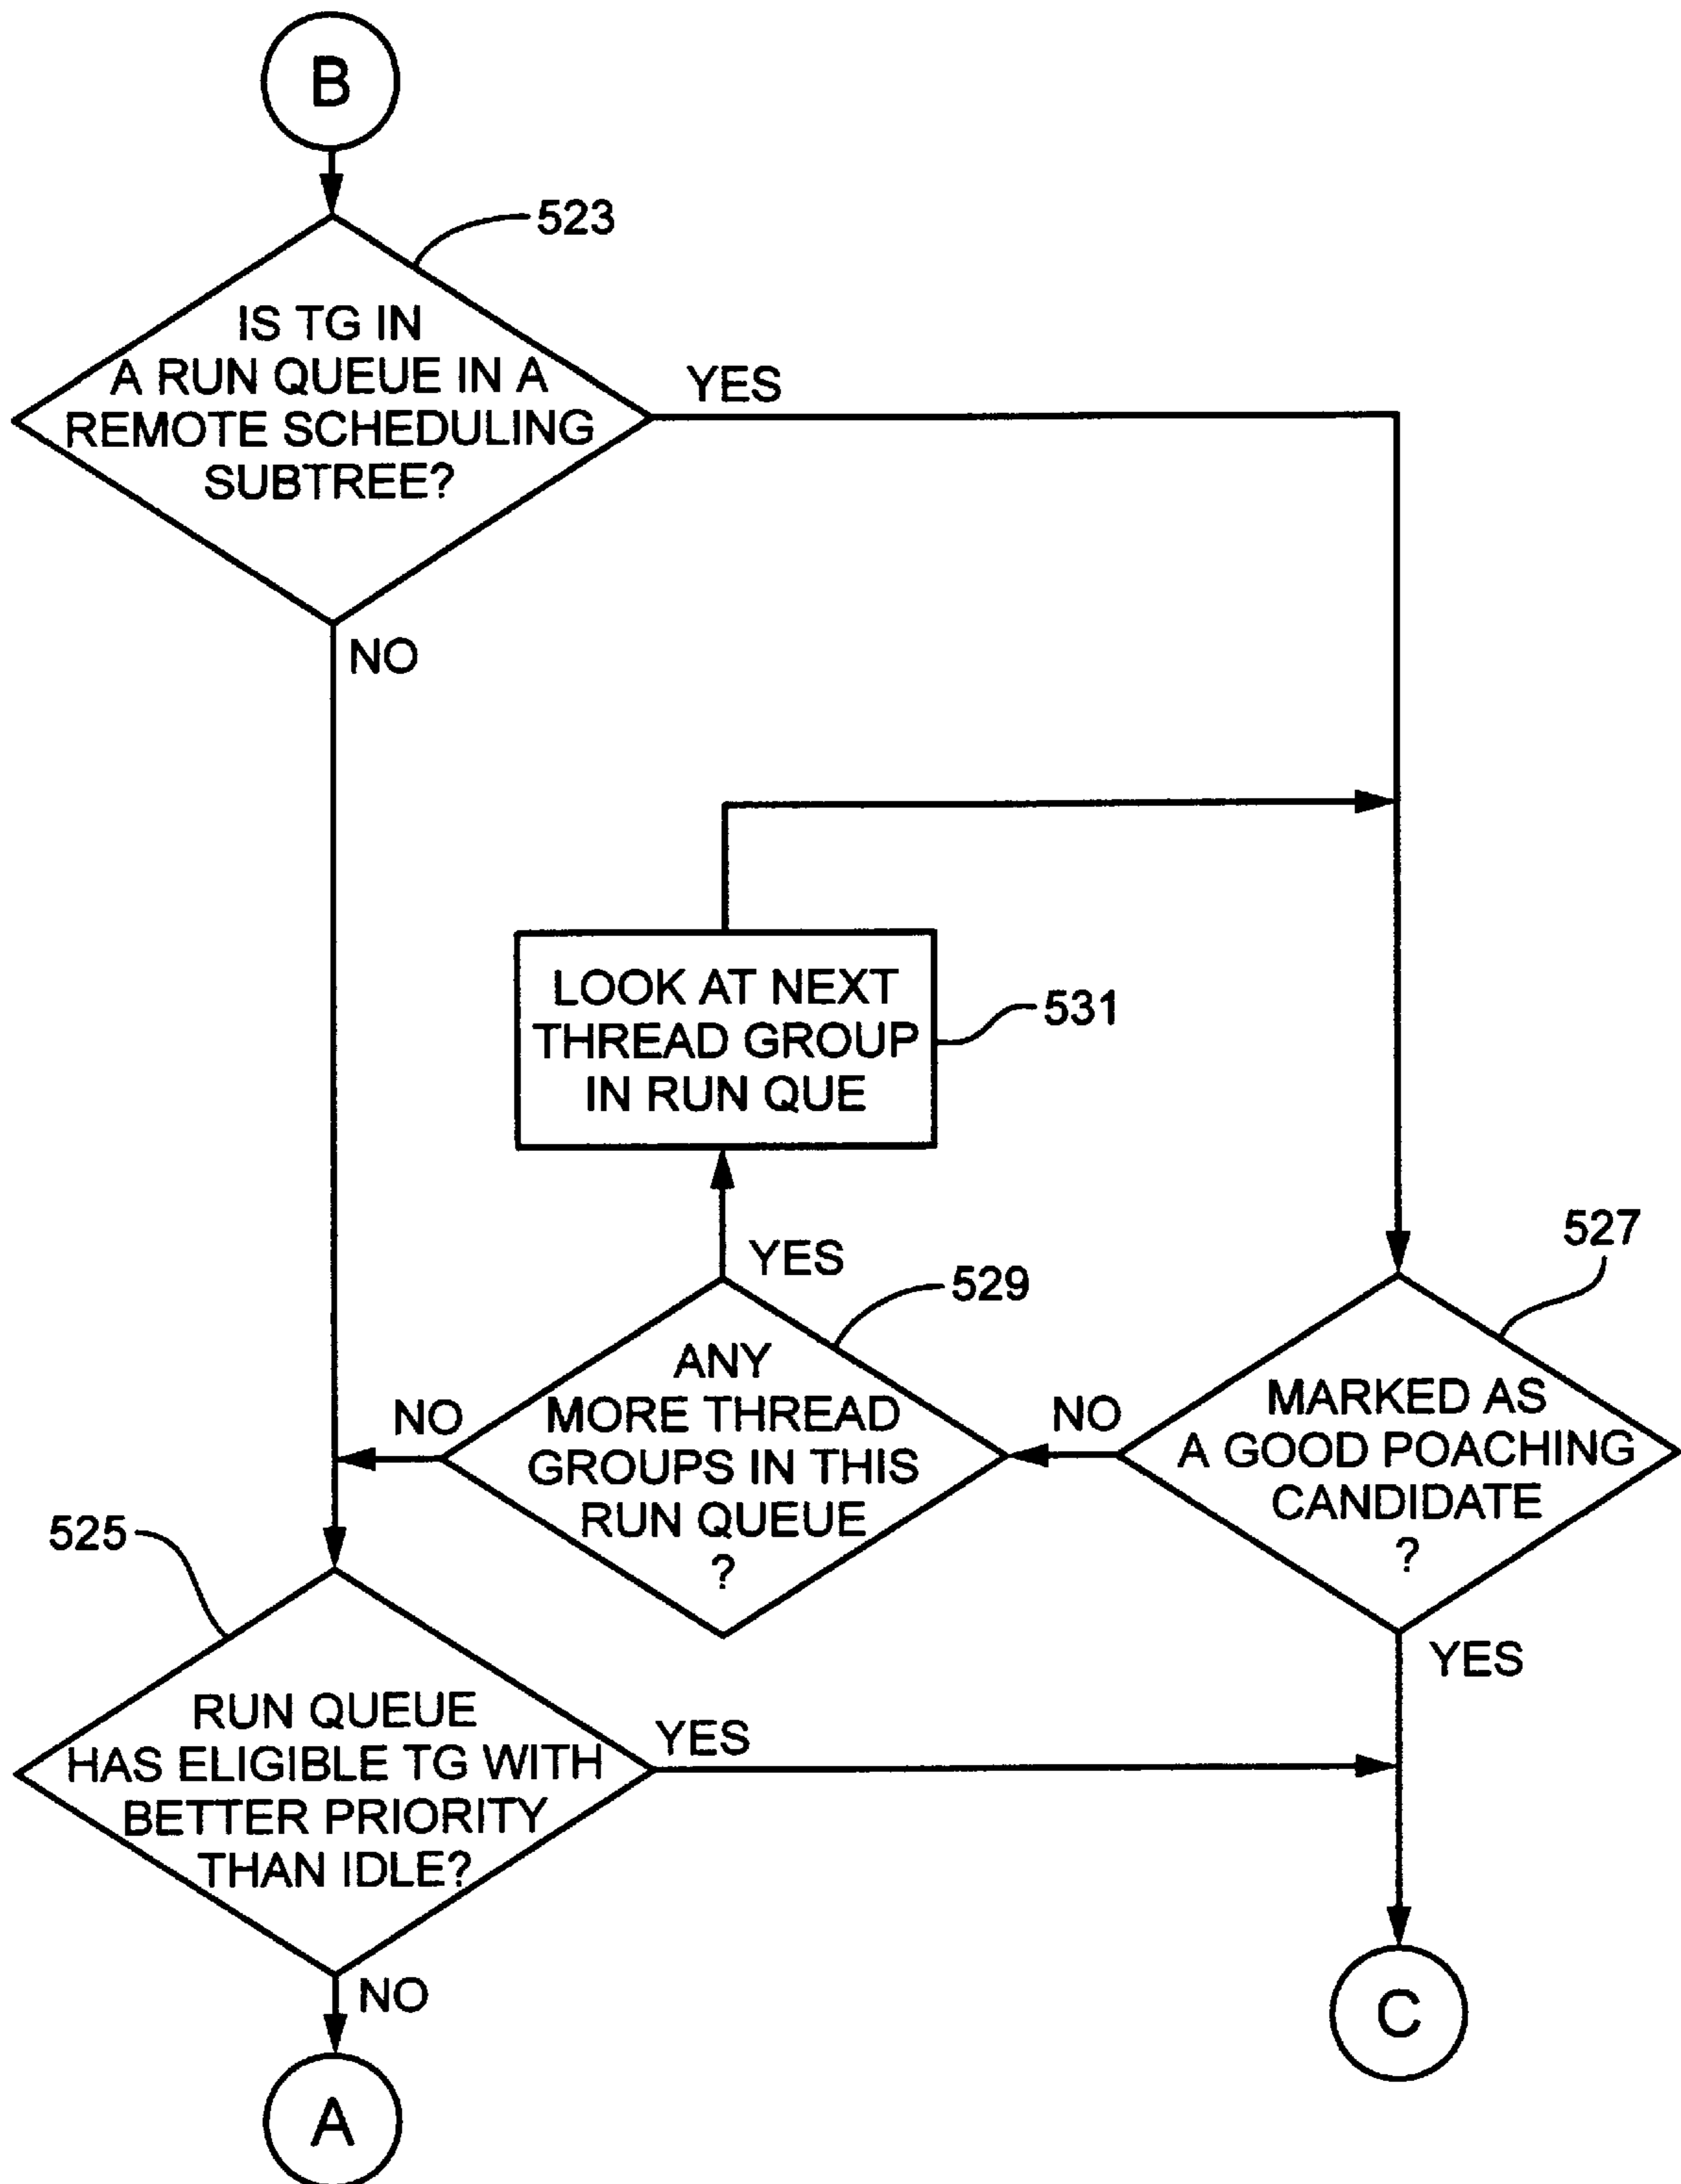 B
523
IS TG IN
A RUN QUEUE IN A
REMOTE SCHEDULING
SUBTREE?
YES
NO
LOOK AT NEXT
THREAD GROUP
IN RUN QUE
531
YES
527
529
ANY
MORE THREAD
GROUPS IN THIS
RUN QUEUE
?
NO
NO
MARKED AS
A GOOD POACHING
CANDIDATE
?
YES
525
RUN QUEUE
HAS ELIGIBLE TG WITH
BETTER PRIORITY
THAN IDLE?
YES
NO
C
A